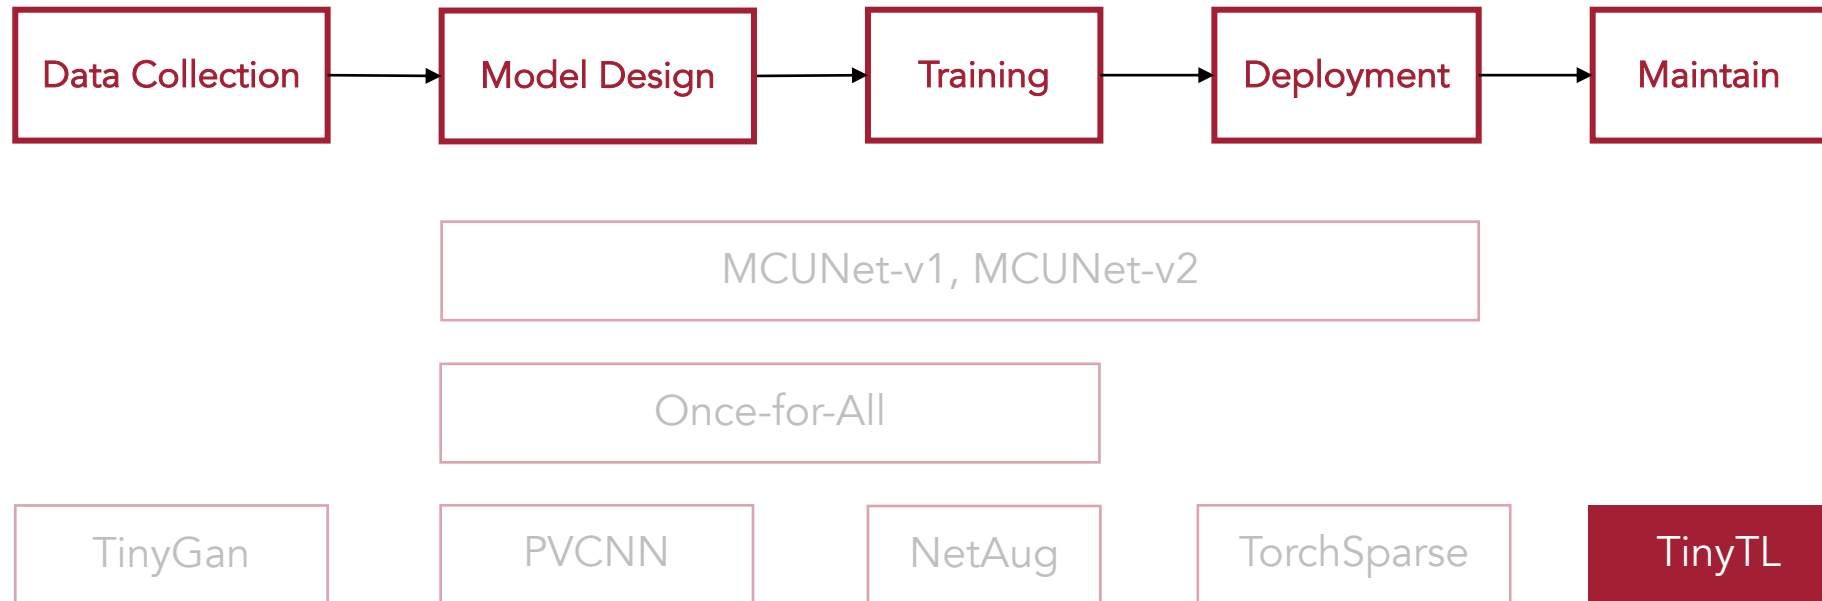 Data Collection
Model Design
Training
Deployment
Maintain
MCUNet-v1, MCUNet-v2
Once-for-All
TinyGan
PVCNN
NetAug
TorchSparse
TinyTL